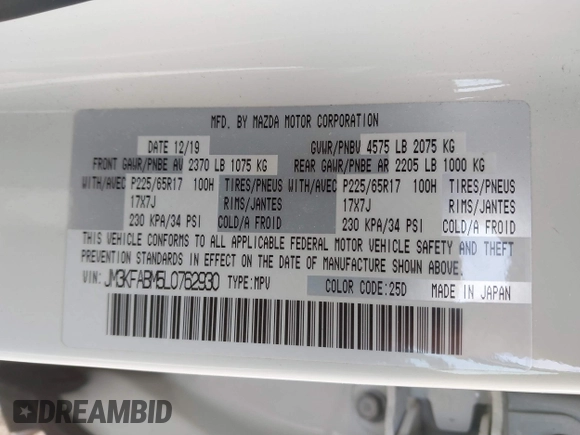 MFD. BY MAZDA MOTOR CORPORATION
DATE 12/19 GVWR/PNBV 4575 LB 2075 KG
FRONT GAWR/PNBE AV 2370 LB 1075 KG REAR GAWR/PNBE AR 2205 LB 1000 KG
WITH/AVEC P225/65R17 100H TIRES/PNEUS WITH/AVEC P225/65R17 100H TIRES/PNEUS
17X7J RIMS/JANTES 17X7J RIMS/JANTES
230 KPA/34 PSI COLD/A FROID 230 KPA/34 PSI COLD/A FROID
THIS VEHICLE CONFORMS TO ALL APPLICABLE FEDERAL MOTOR VEHICLE SAFETY AND THEFT
PREVENTION STANDARDS IN EFFECT ON THE DATE OF MANUFACTURE SHOWN ABOVE.
VIN: JM3KFABM5L0762930 TYPE: MPV COLOR CODE: 25D MADE IN JAPAN
DREAMBID